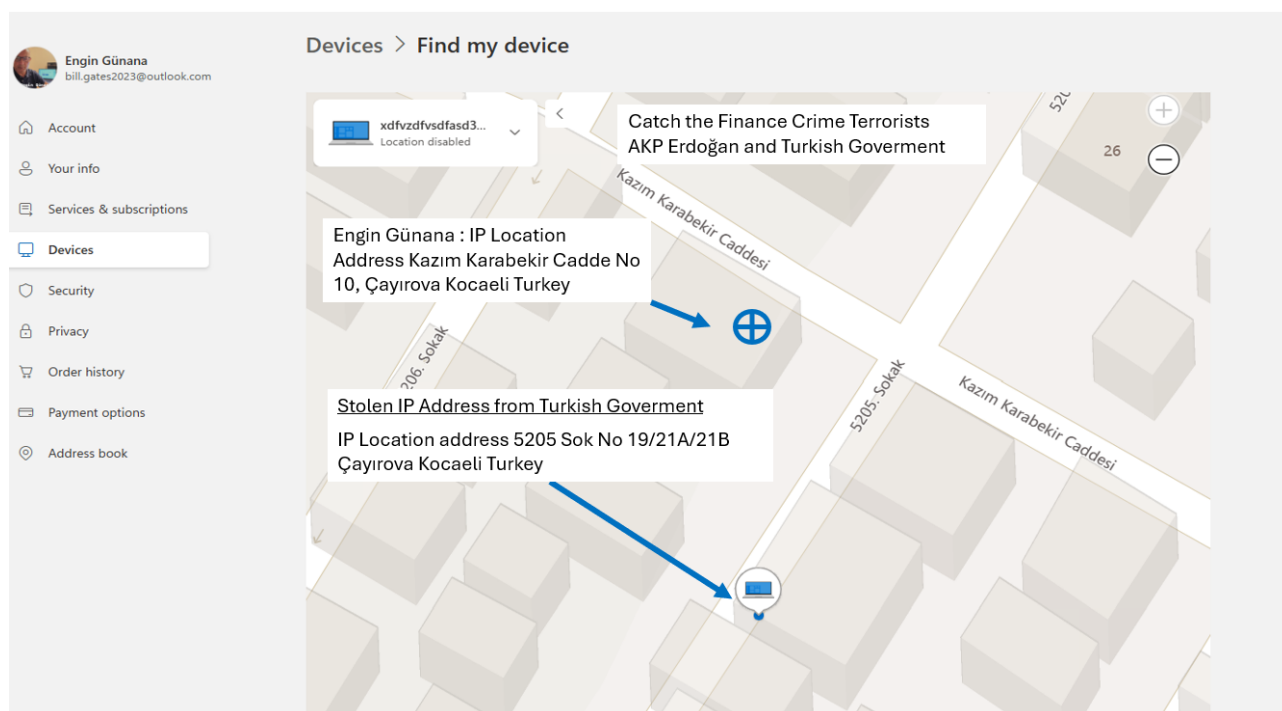 Engin Günana
bill.gates2023@outlook.com
Account
Your info
Services & subscriptions
Devices
Security
Privacy
Order history
Payment options
Address book
Devices > Find my device
xdfvzdfvsdfasd3...
Location disabled
Catch the Finance Crime Terrorists
AKP Erdoğan and Turkish Goverment
520
26
Kazım Karabekir Caddesi
Engin Günana : IP Location
Address Kazım Karabekir Cadde No
10, Çayırova Kocaeli Turkey
5206. Sokak
5205. Sokak
Kazım Karabekir Caddesi
Stolen IP Address from Turkish Goverment
IP Location address 5205 Sok No 19/21A/21B
Çayırova Kocaeli Turkey